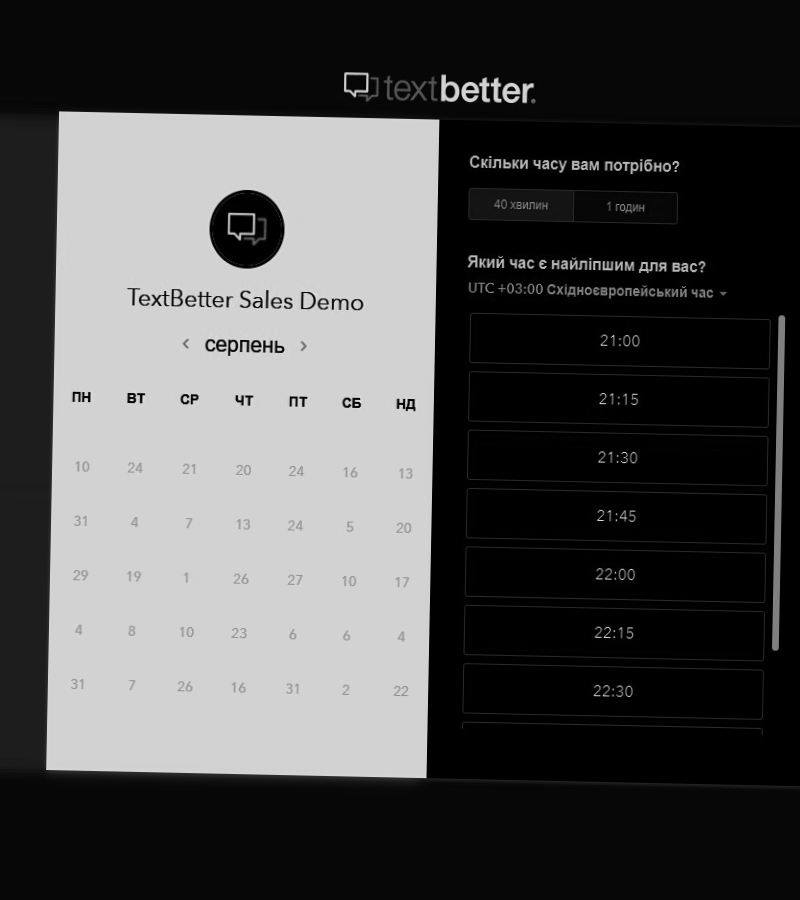 textbetter.
TextBetter Sales Demo
серпень
ПН ВТ СР ЧТ ПТ СБ НД
10 24 21 20 24 16 13
31 4 7 13 24 5 20
29 19 1 26 27 10 17
4 8 10 23 6 6 4
31 7 26 16 31 2 22
Скільки часу вам потрібно?
40 хвилин 1 годин
Який час є найліпшим для вас?
UTC +03:00 Східноєвропейський час
21:00
21:15
21:30
21:45
22:00
22:15
22:30